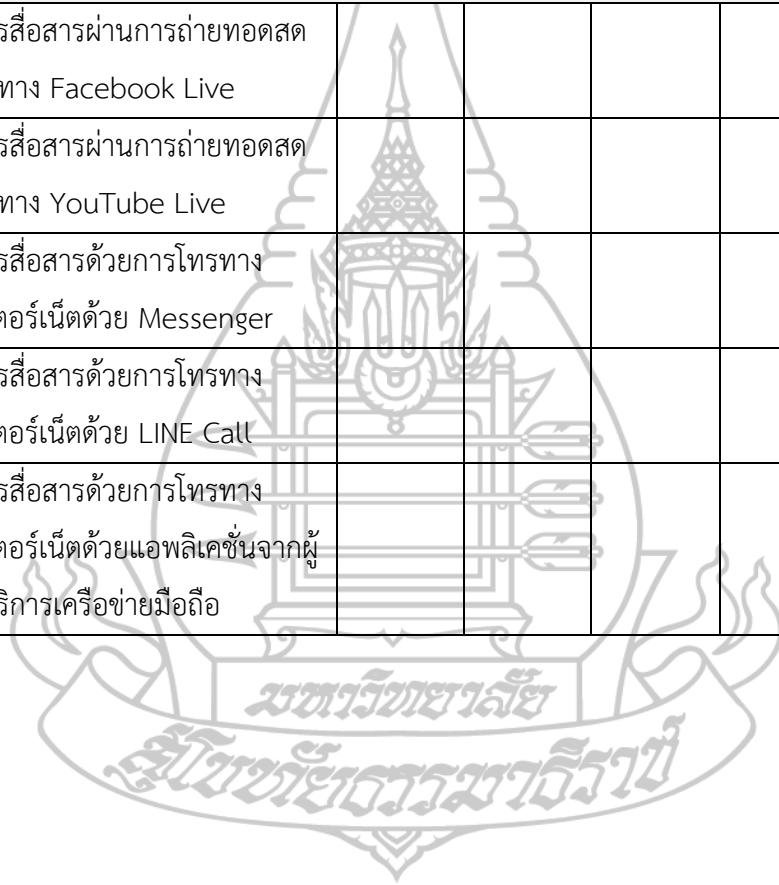 รสื่อสารผ่านการถ่ายทอดสด
ทาง Facebook Live
รสื่อสารผ่านการถ่ายทอดสด
ทาง YouTube Live
รสื่อสารด้วยการโทรทาง
ตอร์เน็ตด้วย Messenger
รสื่อสารด้วยการโทรทาง
ตอร์เน็ตด้วย LINE Call
รสื่อสารด้วยการโทรทาง
ตอร์เน็ตด้วยแอพลิเคชั่นจากผู้
ริการเครือข่ายมือถือ
มหาวิทยาลัย
สุโขทัยธรรมาธิราช